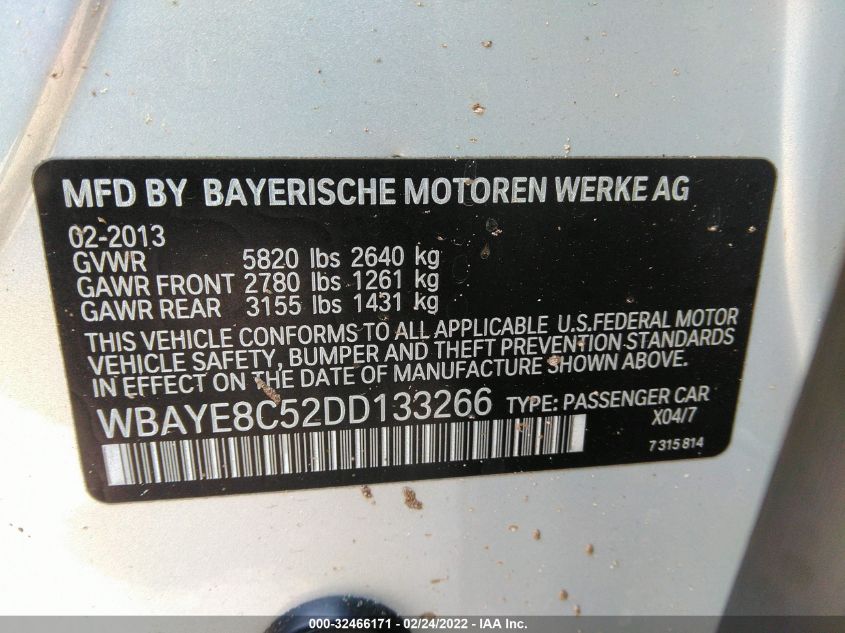 MFD BY BAYERISCHE MOTOREN WERKE AG
02-2013
GVWR 5820 lbs 2640 kg
GAWR FRONT 2780 lbs 1261 kg
GAWR REAR 3155 lbs 1431 kg
THIS VEHICLE CONFORMS TO ALL APPLICABLE U.S.FEDERAL MOTOR
VEHICLE SAFETY, BUMPER AND THEFT PREVENTION STANDARDS
IN EFFECT ON THE DATE OF MANUFACTURE SHOWN ABOVE.
WBAYE8C52DD133266 TYPE: PASSENGER CAR
X04/7
7 315 814
000-32466171 - 02/24/2022 - IAA Inc.